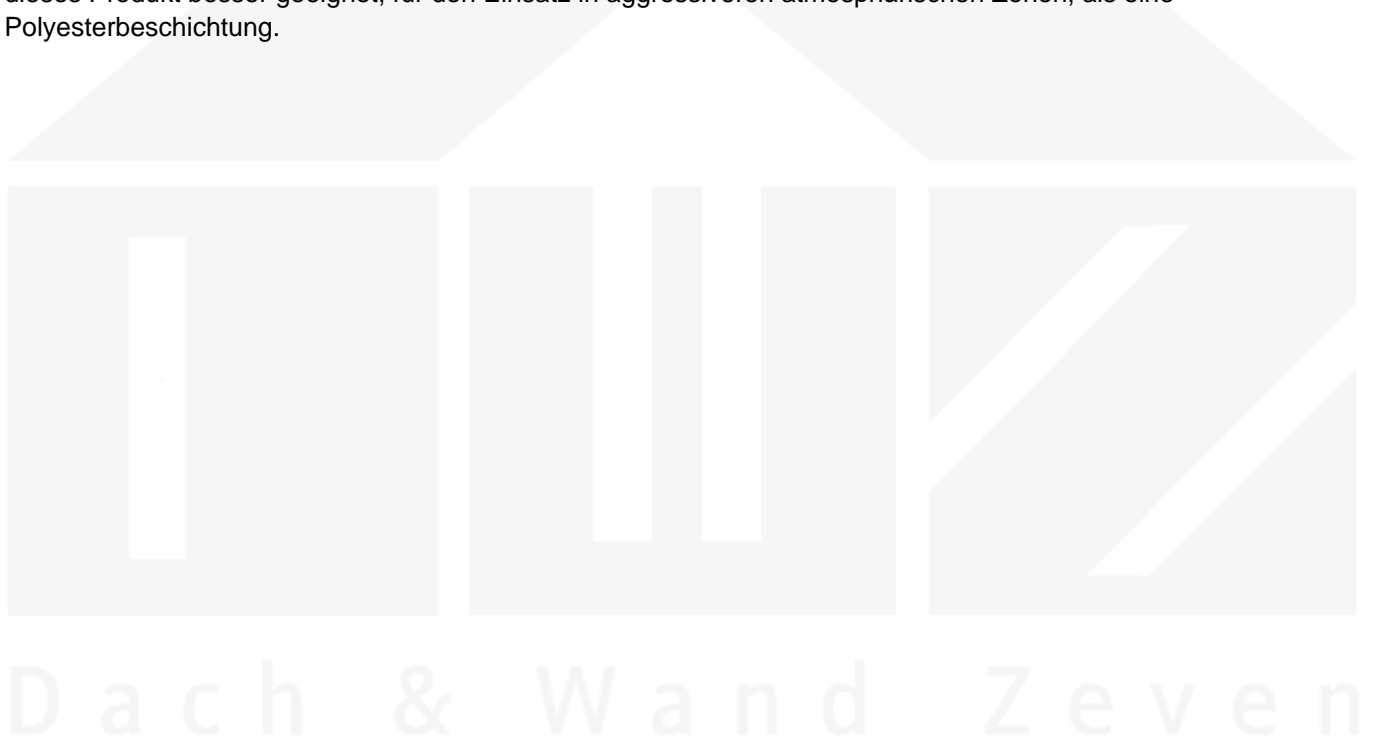 dieses Produkt besser geeignet, für den Einsatz in aggressiveren atmosphärischen Zonen, als eine
Polyesterbeschichtung.
Dach & Wand Zeven